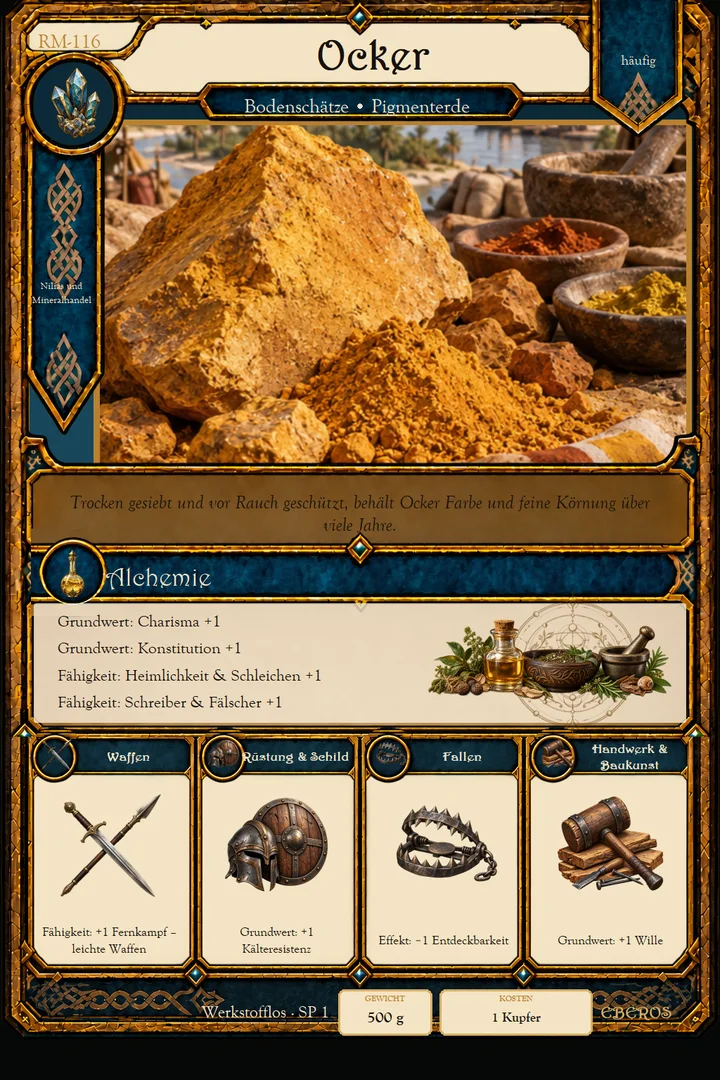 RM-116
Ocker
häufig
Bodenschätze • Pigmenterde
Nilias und
Mineralhandel
Trocken gesiebt und vor Rauch geschützt, behält Ocker Farbe und feine Körnung über
viele Jahre.
Alchemie
Grundwert: Charisma +1
Grundwert: Konstitution +1
Fähigkeit: Heimlichkeit & Schleichen +1
Fähigkeit: Schreiber & Fälscher +1
Waffen
Rüstung & Schild
Fallen
Handwerk &
Baukunst
Fähigkeit: +1 Fernkampf –
leichte Waffen
Grundwert: +1
Kälteresistenz
Effekt: −1 Entdeckbarkeit
Grundwert: +1 Wille
Werkstofflos · SP 1
GEWICHT
500 g
KOSTEN
1 Kupfer
EBEROS